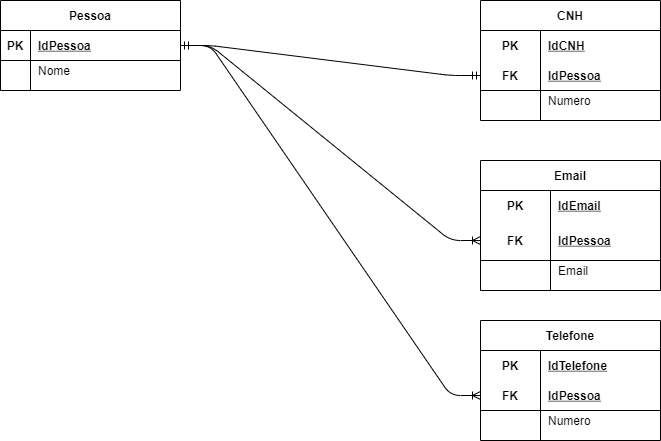 Pessoa
PK IdPessoa
Nome
CNH
PK IdCNH
FK IdPessoa
Numero
Email
PK IdEmail
FK IdPessoa
Email
Telefone
PK IdTelefone
FK IdPessoa
Numero